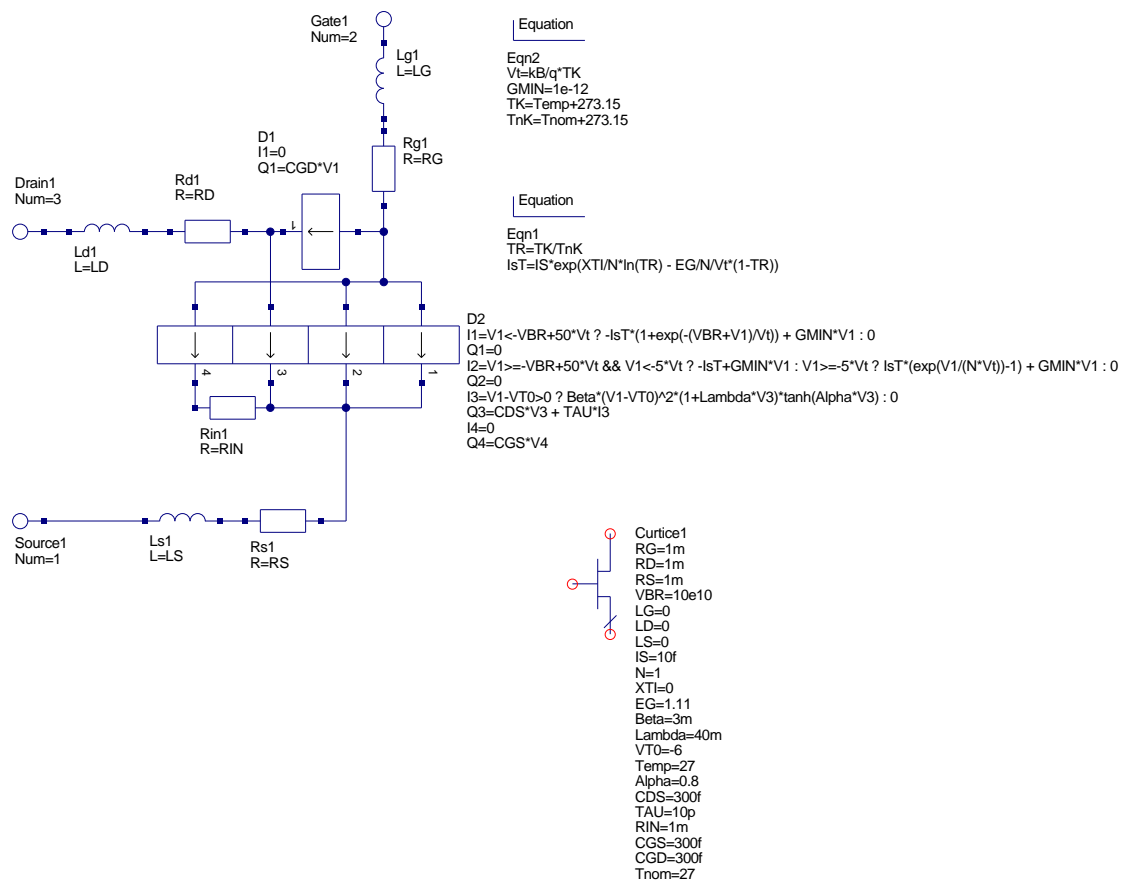 Gate1
Num=2
Lg1
L=LG
Equation
Eqn2
Vt=kB/q*TK
GMIN=1e-12
TK=Temp+273.15
TnK=Tnom+273.15
D1
I1=0
Q1=CGD*V1
Rg1
R=RG
Drain1
Num=3
Rd1
R=RD
1
Ld1
L=LD
Equation
Eqn1
TR=TK/TnK
IsT=IS*exp(XTI/N*ln(TR) - EG/N/Vt*(1-TR))
D2
I1=V1<-VBR+50*Vt ? -IsT*(1+exp(-(VBR+V1)/Vt)) + GMIN*V1 : 0
Q1=0
I2=V1>=-VBR+50*Vt && V1<-5*Vt ? -IsT+GMIN*V1 : V1>=-5*Vt ? IsT*(exp(V1/(N*Vt))-1) + GMIN*V1 : 0
Q2=0
I3=V1-VT0>0 ? Beta*(V1-VT0)^2*(1+Lambda*V3)*tanh(Alpha*V3) : 0
Q3=CDS*V3 + TAU*I3
I4=0
Q4=CGS*V4
4
3
2
1
Rin1
R=RIN
Source1
Num=1
Ls1
L=LS
Rs1
R=RS
Curtice1
RG=1m
RD=1m
RS=1m
VBR=10e10
LG=0
LD=0
LS=0
IS=10f
N=1
XTI=0
EG=1.11
Beta=3m
Lambda=40m
VT0=-6
Temp=27
Alpha=0.8
CDS=300f
TAU=10p
RIN=1m
CGS=300f
CGD=300f
Tnom=27